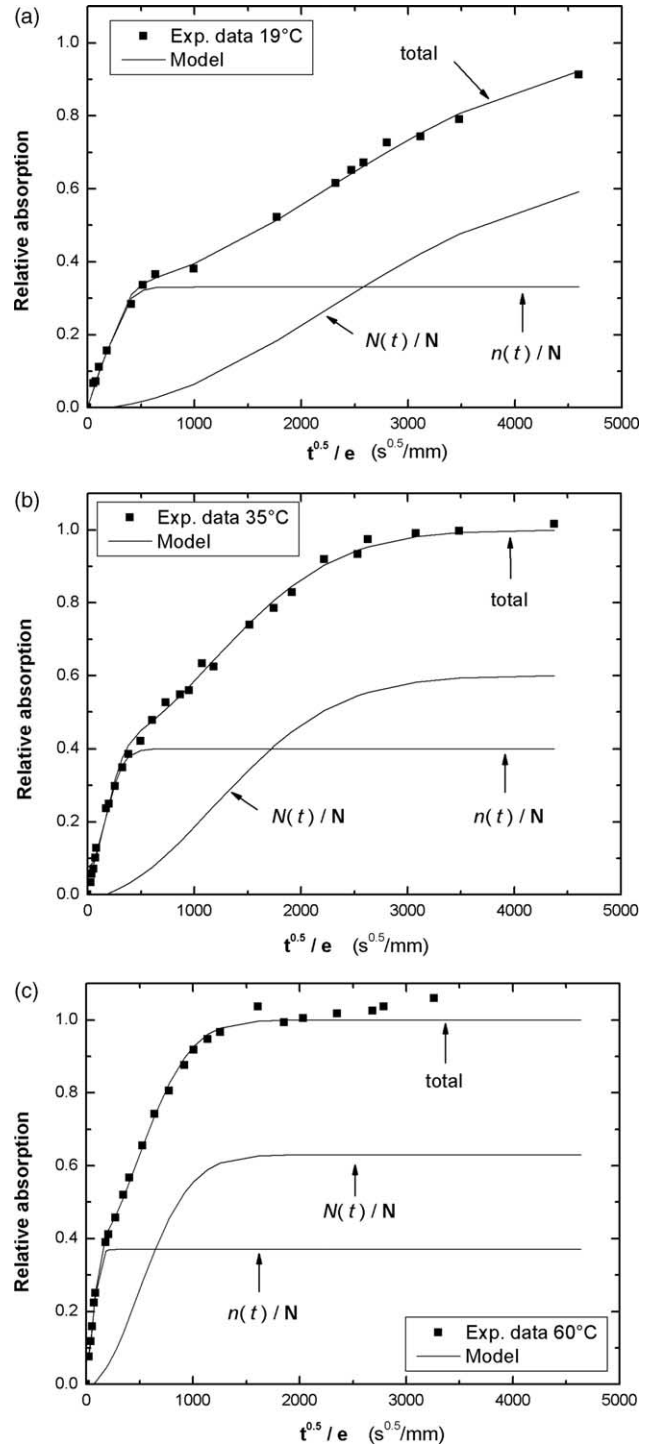 (a)
Exp. data 19°C
Model
total
N(t) / N
n(t) / N
Relative absorption
1.0
0.8
0.6
0.4
0.2
0.0
0 1000 2000 3000 4000 5000
t^0.5 / e (s^0.5/mm)
(b)
Exp. data 35°C
Model
total
N(t) / N
n(t) / N
Relative absorption
1.0
0.8
0.6
0.4
0.2
0.0
0 1000 2000 3000 4000 5000
t^0.5 / e (s^0.5/mm)
(c)
total
N(t) / N
n(t) / N
Exp. data 60°C
Model
Relative absorption
1.0
0.8
0.6
0.4
0.2
0.0
0 1000 2000 3000 4000 5000
t^0.5 / e (s^0.5/mm)